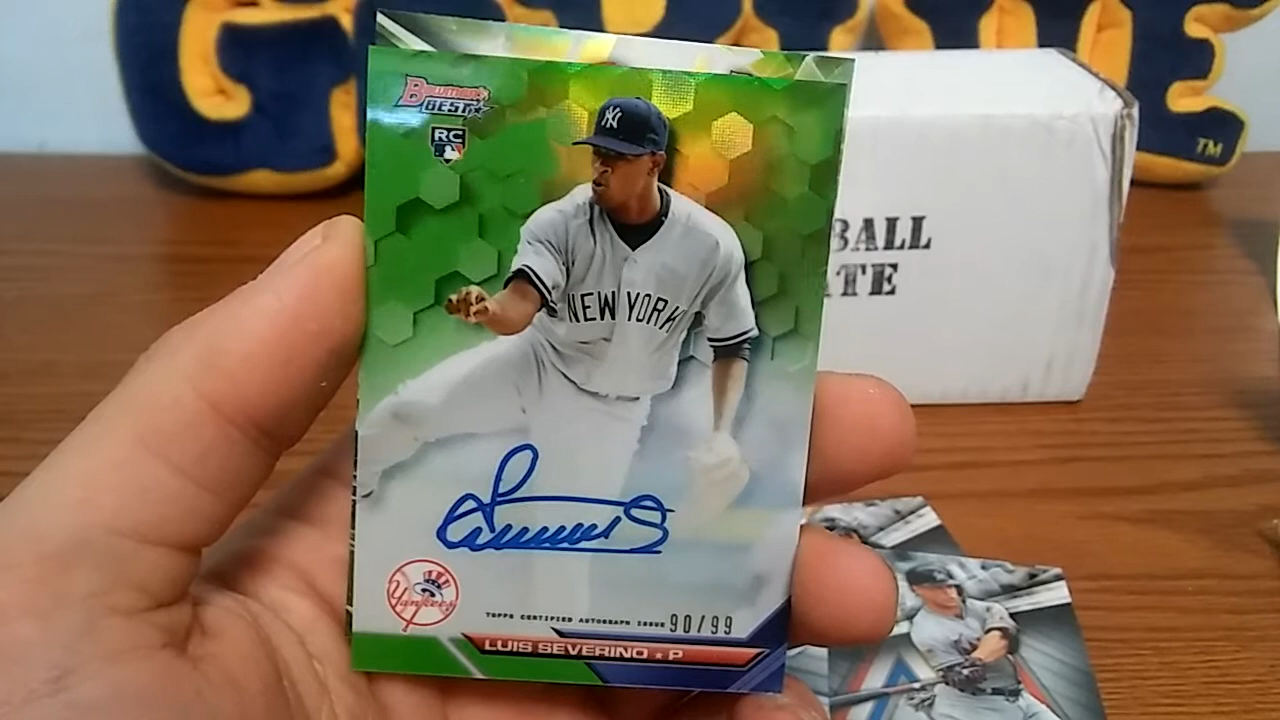 TM
Bowman's
BEST
RC
NY
BALL
ATE
NEW YORK
Yankees
TOPPS CERTIFIED AUTOGRAPH ISSUE 90/99
LUIS SEVERINO ★ P